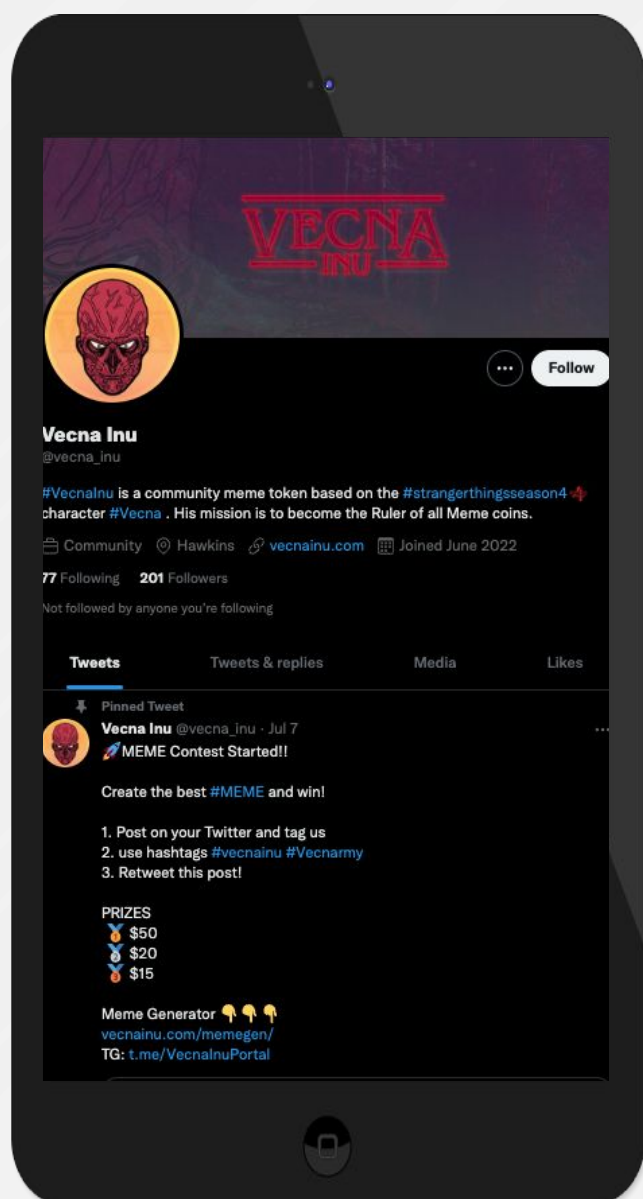 VECNA
INU
Follow
Vecna Inu
@vecna_inu
#VecnaInu is a community meme token based on the #strangerthingsseason4
character #Vecna . His mission is to become the Ruler of all Meme coins.
Community Hawkins vecnainu.com Joined June 2022
77 Following 201 Followers
Not followed by anyone you're following
Tweets Tweets & replies Media Likes
Pinned Tweet
Vecna Inu @vecna_inu · Jul 7
🚀MEME Contest Started!!
Create the best #MEME and win!
1. Post on your Twitter and tag us
2. use hashtags #vecnainu #Vecnarmy
3. Retweet this post!
PRIZES
🥇 $50
🥈 $20
🥉 $15
Meme Generator 👇👇👇
vecnainu.com/memegen/
TG: t.me/VecnaInuPortal